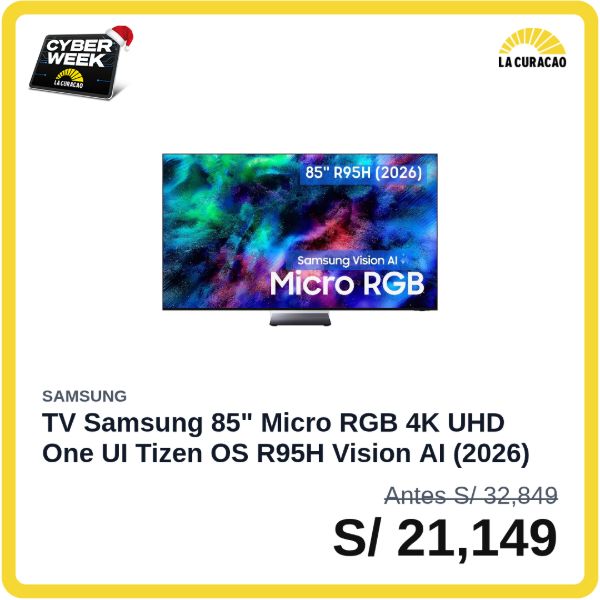 CYBER
WEEK
LA CURACAO
LA CURACAO
85" R95H (2026)
Samsung Vision AI
Micro RGB
SAMSUNG
TV Samsung 85" Micro RGB 4K UHD
One UI Tizen OS R95H Vision AI (2026)
Antes S/ 32,849
S/ 21,149